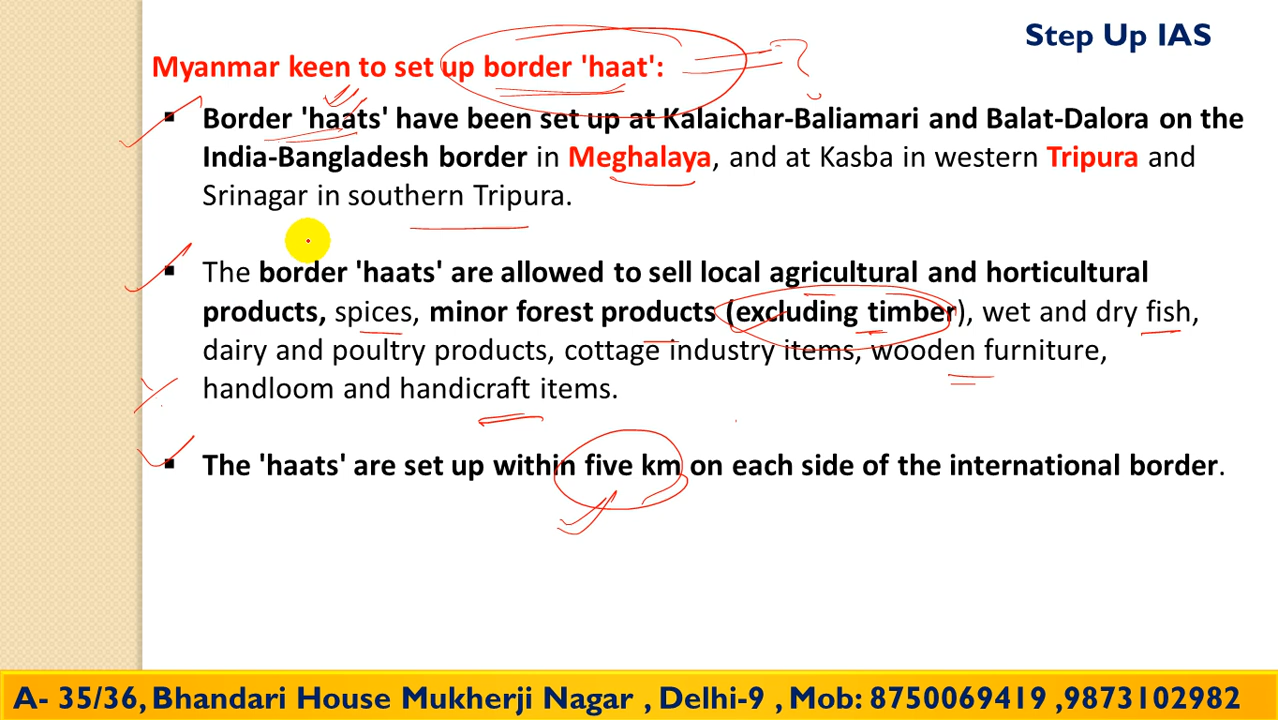 Step Up IAS
Myanmar keen to set up border 'haat': ?
▪ Border 'haats' have been set up at Kalaichar-Baliamari and Balat-Dalora on the
India-Bangladesh border in Meghalaya, and at Kasba in western Tripura and
Srinagar in southern Tripura.
▪ The border 'haats' are allowed to sell local agricultural and horticultural
products, spices, minor forest products (excluding timber), wet and dry fish,
dairy and poultry products, cottage industry items, wooden furniture,
handloom and handicraft items.
▪ The 'haats' are set up within five km on each side of the international border.
A- 35/36, Bhandari House Mukherji Nagar , Delhi-9 , Mob: 8750069419 ,9873102982